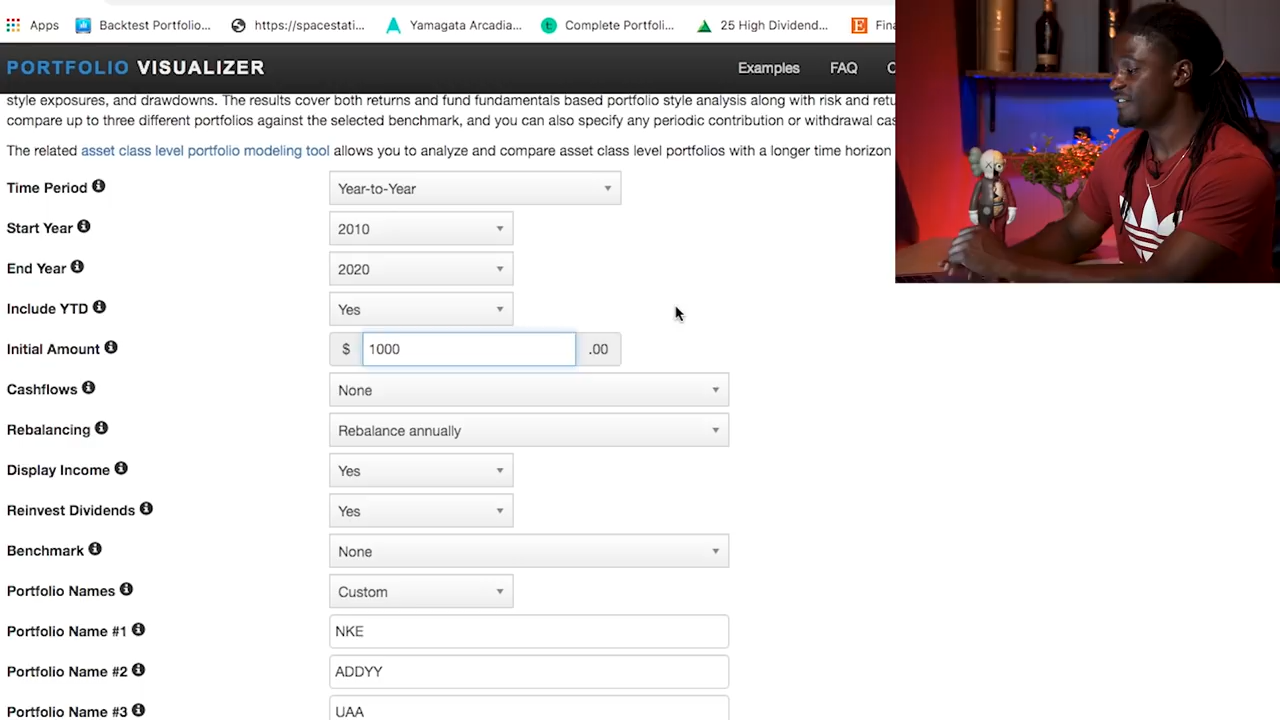 Apps Backtest Portfolio... https://spacestati... Yamagata Arcadia... Complete Portfoli... 25 High Dividend... E Fina
PORTFOLIO VISUALIZER Examples FAQ
style exposures, and drawdowns. The results cover both returns and fund fundamentals based portfolio style analysis along with risk and retu
compare up to three different portfolios against the selected benchmark, and you can also specify any periodic contribution or withdrawal cas
The related asset class level portfolio modeling tool allows you to analyze and compare asset class level portfolios with a longer time horizon
Time Period Year-to-Year
Start Year 2010
End Year 2020
Include YTD Yes
Initial Amount $ 1000 .00
Cashflows None
Rebalancing Rebalance annually
Display Income Yes
Reinvest Dividends Yes
Benchmark None
Portfolio Names Custom
Portfolio Name #1 NKE
Portfolio Name #2 ADDYY
Portfolio Name #3 UAA